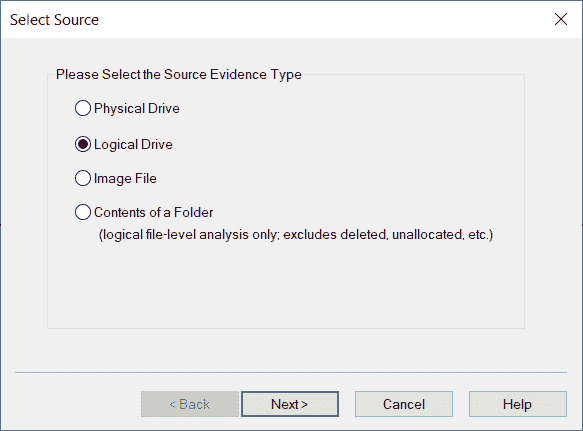 Select Source
Please Select the Source Evidence Type
Physical Drive
Logical Drive
Image File
Contents of a Folder
(logical file-level analysis only; excludes deleted, unallocated, etc.)
< Back Next > Cancel Help